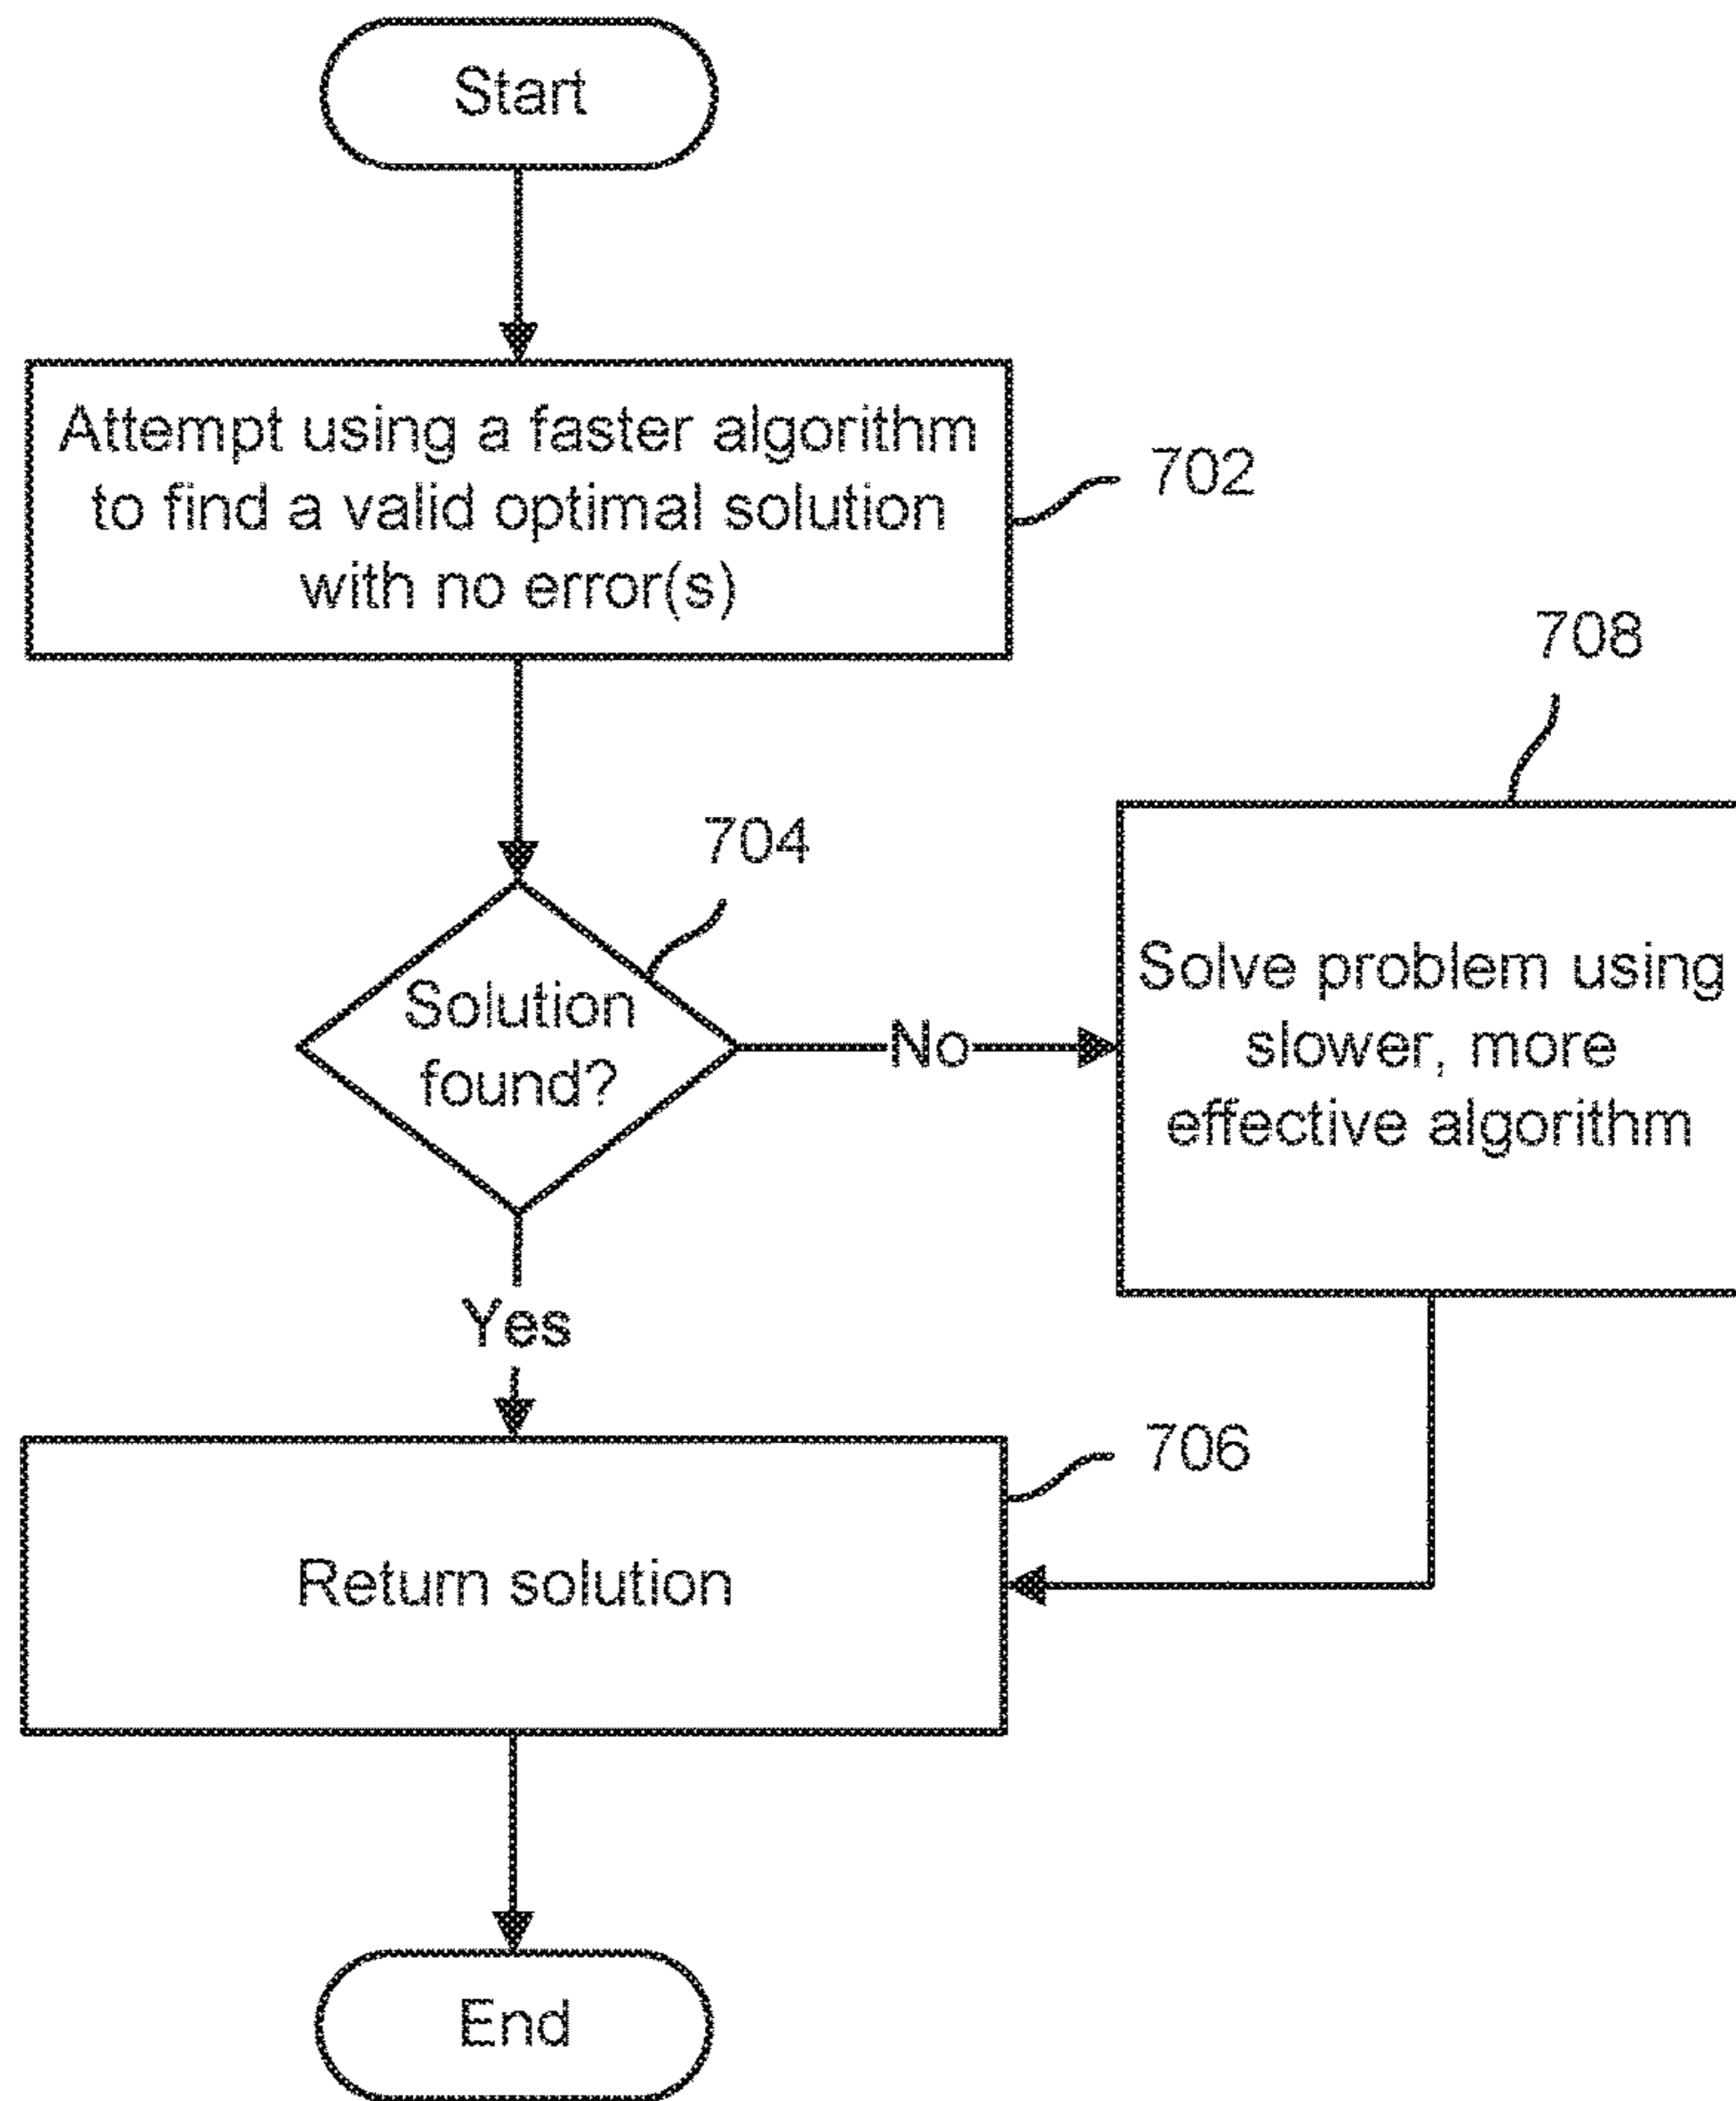 Start
Attempt using a faster algorithm
to find a valid optimal solution
with no error(s)
702
708
704
Solution
found?
No
Solve problem using
slower, more
effective algorithm
Yes
706
Return solution
End